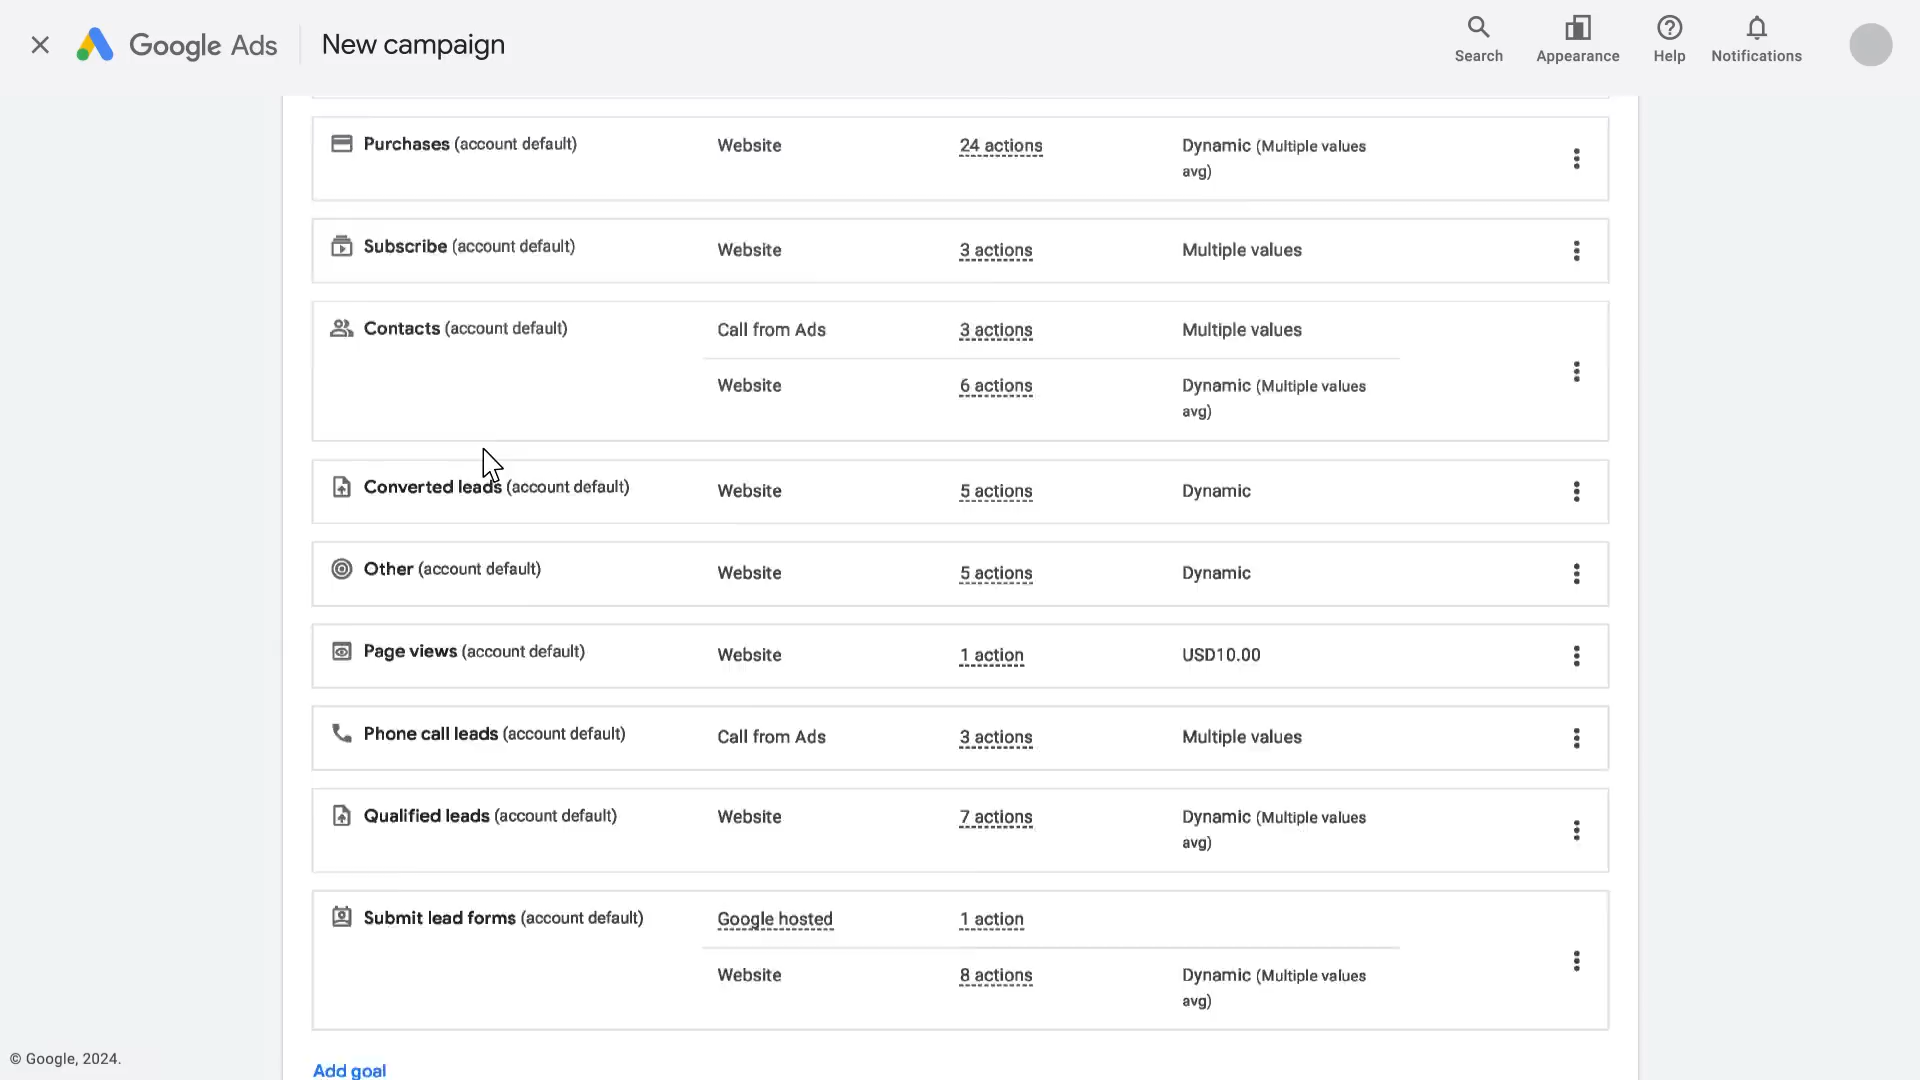 Google Ads
New campaign
Search
Appearance
Help
Notifications
Purchases (account default)
Website
24 actions
Dynamic (Multiple values
avg)
Subscribe (account default)
Website
3 actions
Multiple values
Contacts (account default)
Call from Ads
3 actions
Multiple values
Website
6 actions
Dynamic (Multiple values
avg)
Converted leads (account default)
Website
5 actions
Dynamic
Other (account default)
Website
5 actions
Dynamic
Page views (account default)
Website
1 action
USD10.00
Phone call leads (account default)
Call from Ads
3 actions
Multiple values
Qualified leads (account default)
Website
7 actions
Dynamic (Multiple values
avg)
Submit lead forms (account default)
Google hosted
1 action
Website
8 actions
Dynamic (Multiple values
avg)
Add goal
© Google, 2024.